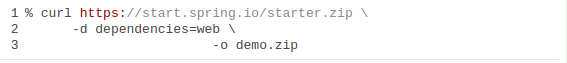 1 % curl https://start.spring.io/starter.zip \
2       -d dependencies=web \
3                         -o demo.zip